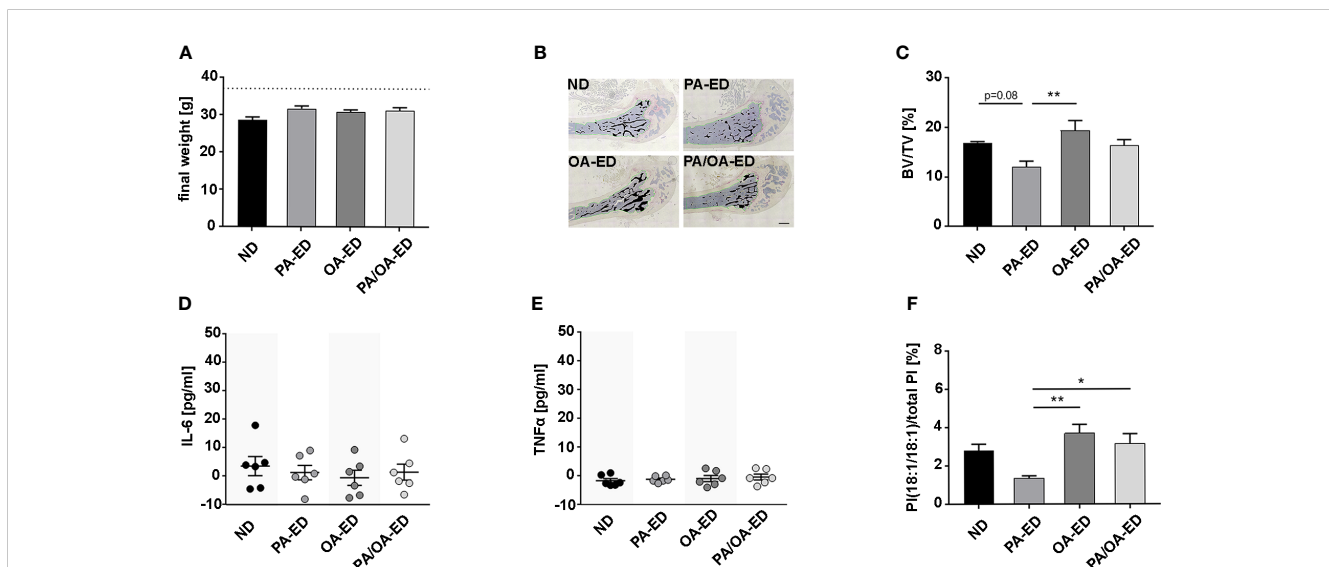 A
final weight [g]
40
30
20
10
0
ND
PA-ED
OA-ED
PA/OA-ED
B
ND
PA-ED
OA-ED
PA/OA-ED
C
BV/TV [%]
30
20
10
0
p=0.08
**
ND
PA-ED
OA-ED
PA/OA-ED
D
IL-6 [pg/ml]
50
40
30
20
10
0
-10
ND
PA-ED
OA-ED
PA/OA-ED
E
TNFα [pg/ml]
50
40
30
20
10
0
-10
ND
PA-ED
OA-ED
PA/OA-ED
F
PI(18:1/18:1)/total PI [%]
8
6
4
2
0
*
**
ND
PA-ED
OA-ED
PA/OA-ED